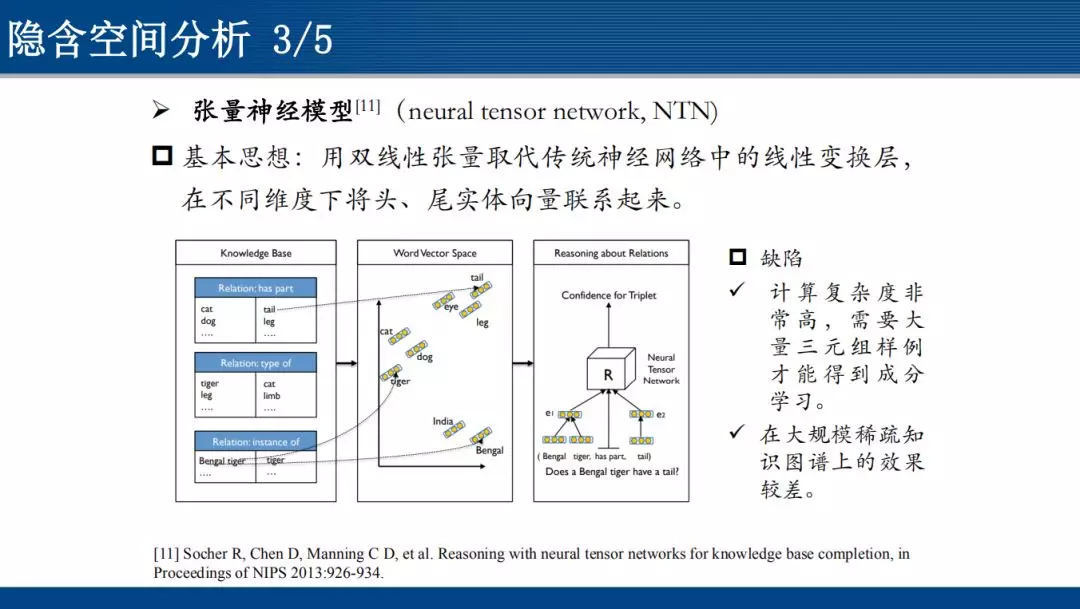 隐含空间分析 3/5
➢ 张量神经模型[11]（neural tensor network, NTN)
基本思想：用双线性张量取代传统神经网络中的线性变换层，
在不同维度下将头、尾实体向量联系起来。
Knowledge Base
Relation: has part
cat tail
dog leg
.... ....
Relation: type of
tiger cat
leg limb
.... ....
Relation: instance of
Bengal tiger tiger
.... ...
Word Vector Space
tail
eye
leg
cat
dog
tiger
India
Bengal
Reasoning about Relations
Confidence for Triplet
R
Neural
Tensor
Network
e1 e2
( Bengal tiger, has part, tail)
Does a Bengal tiger have a tail?
缺陷
✓ 计算复杂度非
常高，需要大
量三元组样例
才能得到成分
学习。
✓ 在大规模稀疏知
识图谱上的效果
较差。
[11] Socher R, Chen D, Manning C D, et al. Reasoning with neural tensor networks for knowledge base completion, in
Proceedings of NIPS 2013:926-934.